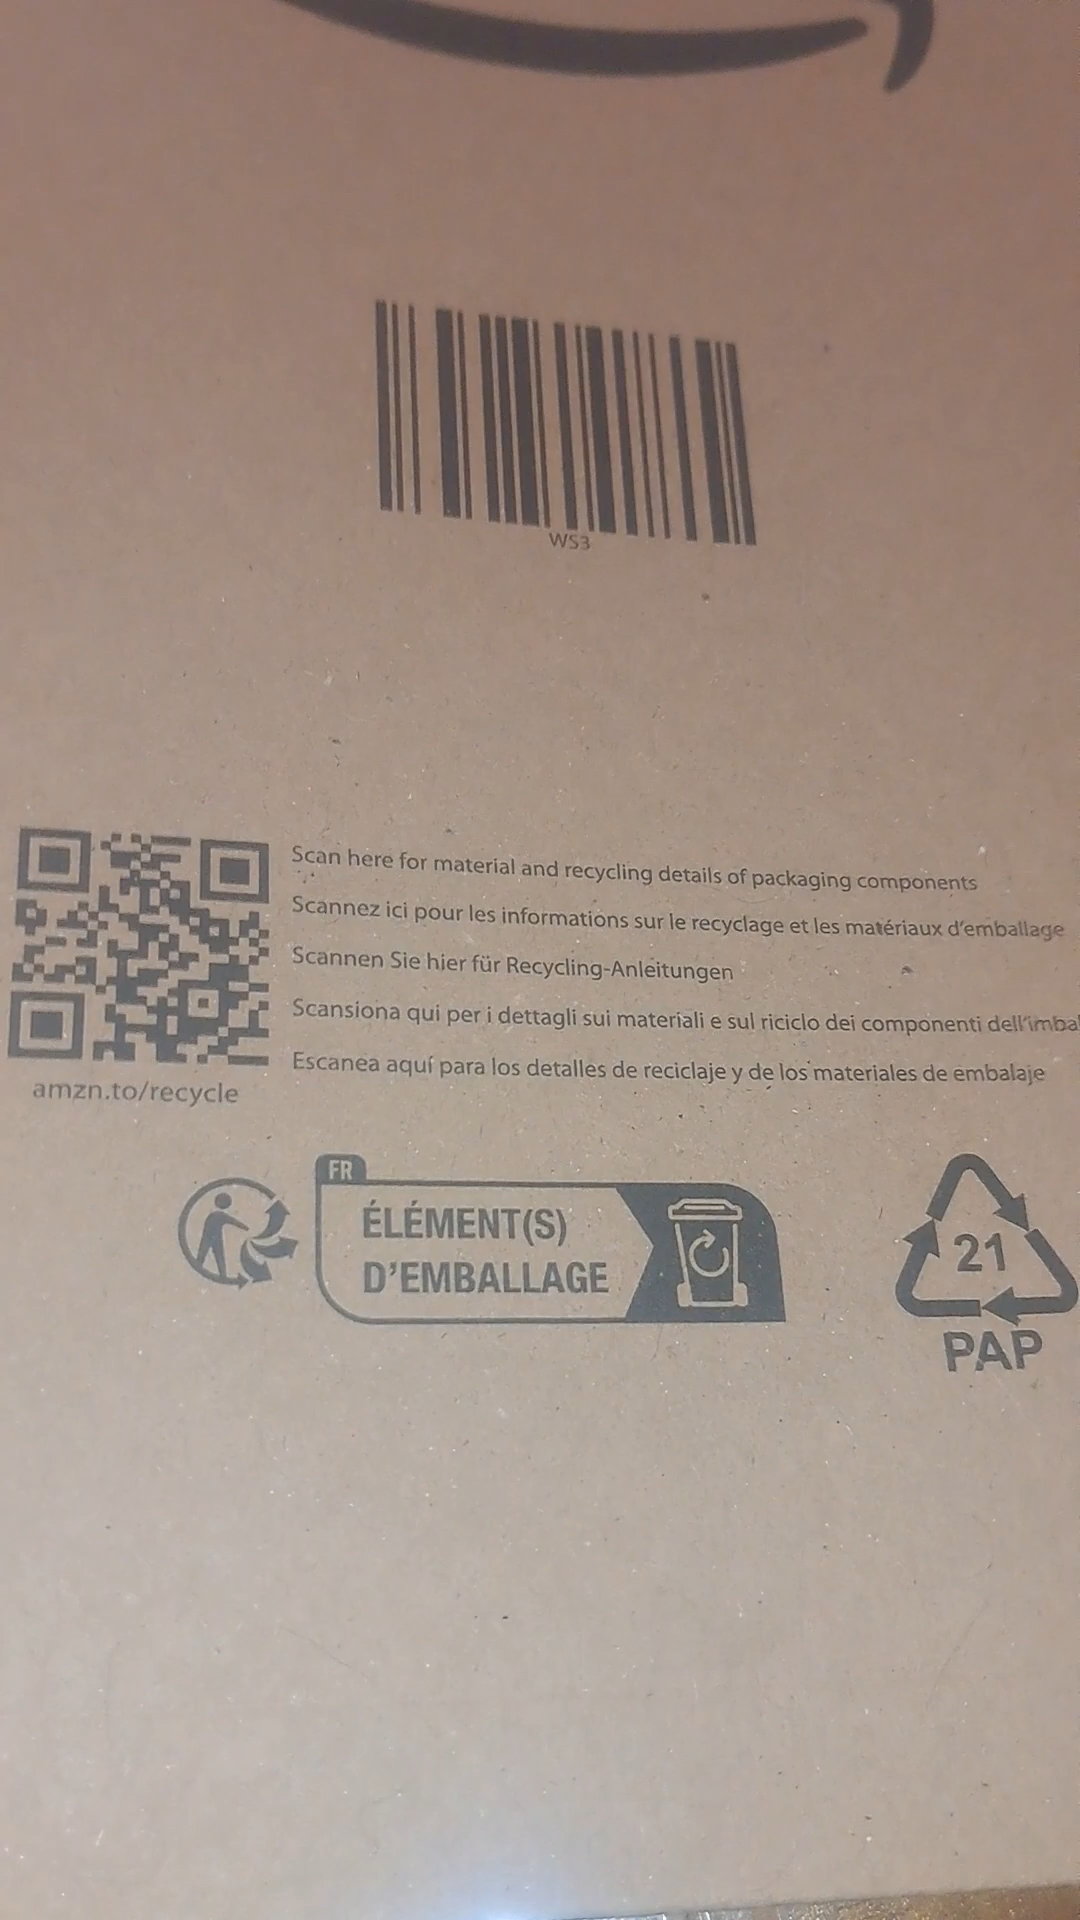 WS3
Scan here for material and recycling details of packaging components
Scannez ici pour les informations sur le recyclage et les matériaux d'emballage
Scannen Sie hier für Recycling-Anleitungen
Scansiona qui per i dettagli sui materiali e sul riciclo dei componenti
Escanea aquí para los detalles de reciclaje y de los materiales de embalaje
amzn.to/recycle
FR
ÉLÉMENT(S)
D'EMBALLAGE
21
PAP